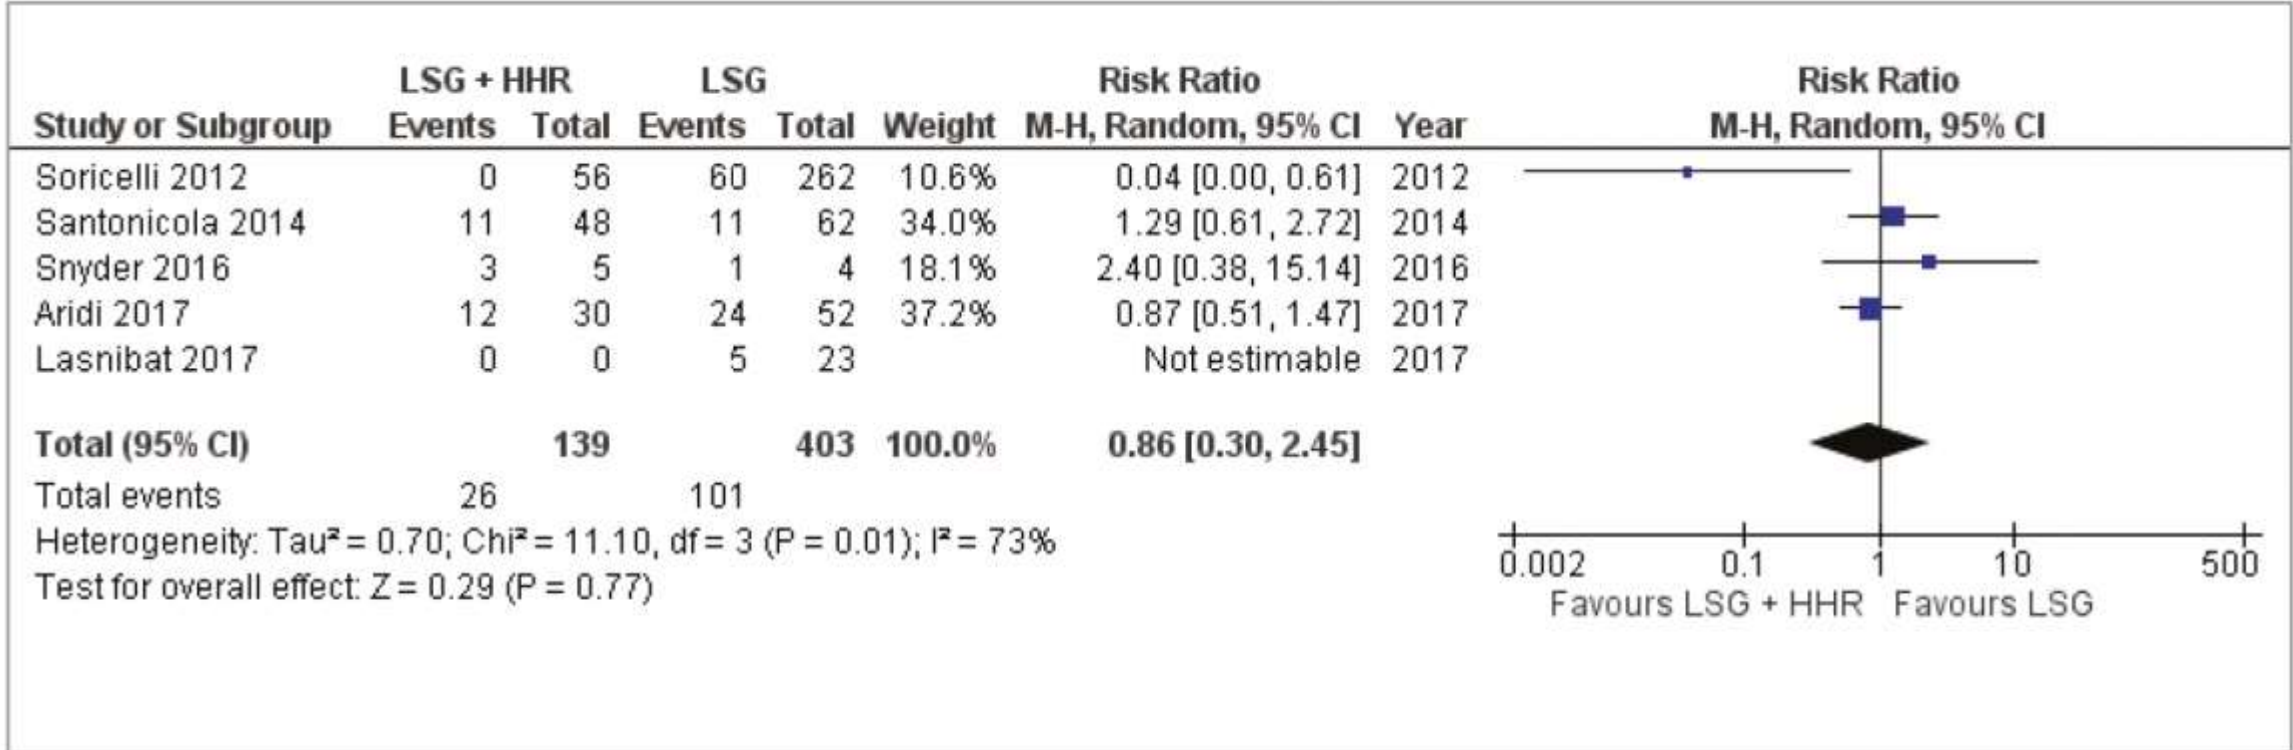 LSG + HHR LSG Risk Ratio Risk Ratio
Study or Subgroup Events Total Events Total Weight M-H, Random, 95% CI Year M-H, Random, 95% CI
Soricelli 2012 0 56 60 262 10.6% 0.04 [0.00, 0.61] 2012
Santonicola 2014 11 48 11 62 34.0% 1.29 [0.61, 2.72] 2014
Snyder 2016 3 5 1 4 18.1% 2.40 [0.38, 15.14] 2016
Aridi 2017 12 30 24 52 37.2% 0.87 [0.51, 1.47] 2017
Lasnibat 2017 0 0 5 23 Not estimable 2017
Total (95% CI) 139 403 100.0% 0.86 [0.30, 2.45]
Total events 26 101
Heterogeneity: Tau² = 0.70; Chi² = 11.10, df = 3 (P = 0.01); I² = 73%
Test for overall effect: Z = 0.29 (P = 0.77)
0.002 0.1 1 10 500
Favours LSG + HHR Favours LSG